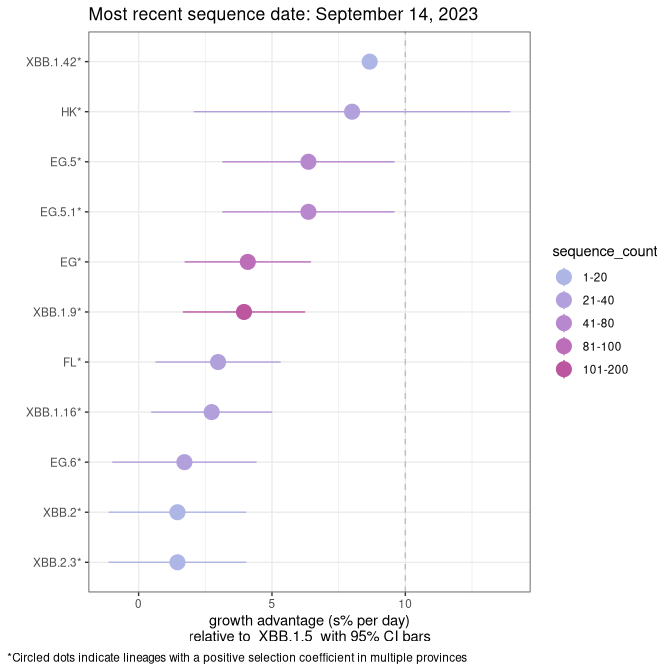 Most recent sequence date: September 14, 2023
XBB.1.42*
HK*
EG.5*
EG.5.1*
EG*
XBB.1.9*
FL*
XBB.1.16*
EG.6*
XBB.2*
XBB.2.3*
0 5 10
growth advantage (s% per day)
relative to  XBB.1.5  with 95% CI bars
sequence_count
1-20
21-40
41-80
81-100
101-200
*Circled dots indicate lineages with a positive selection coefficient in multiple provinces